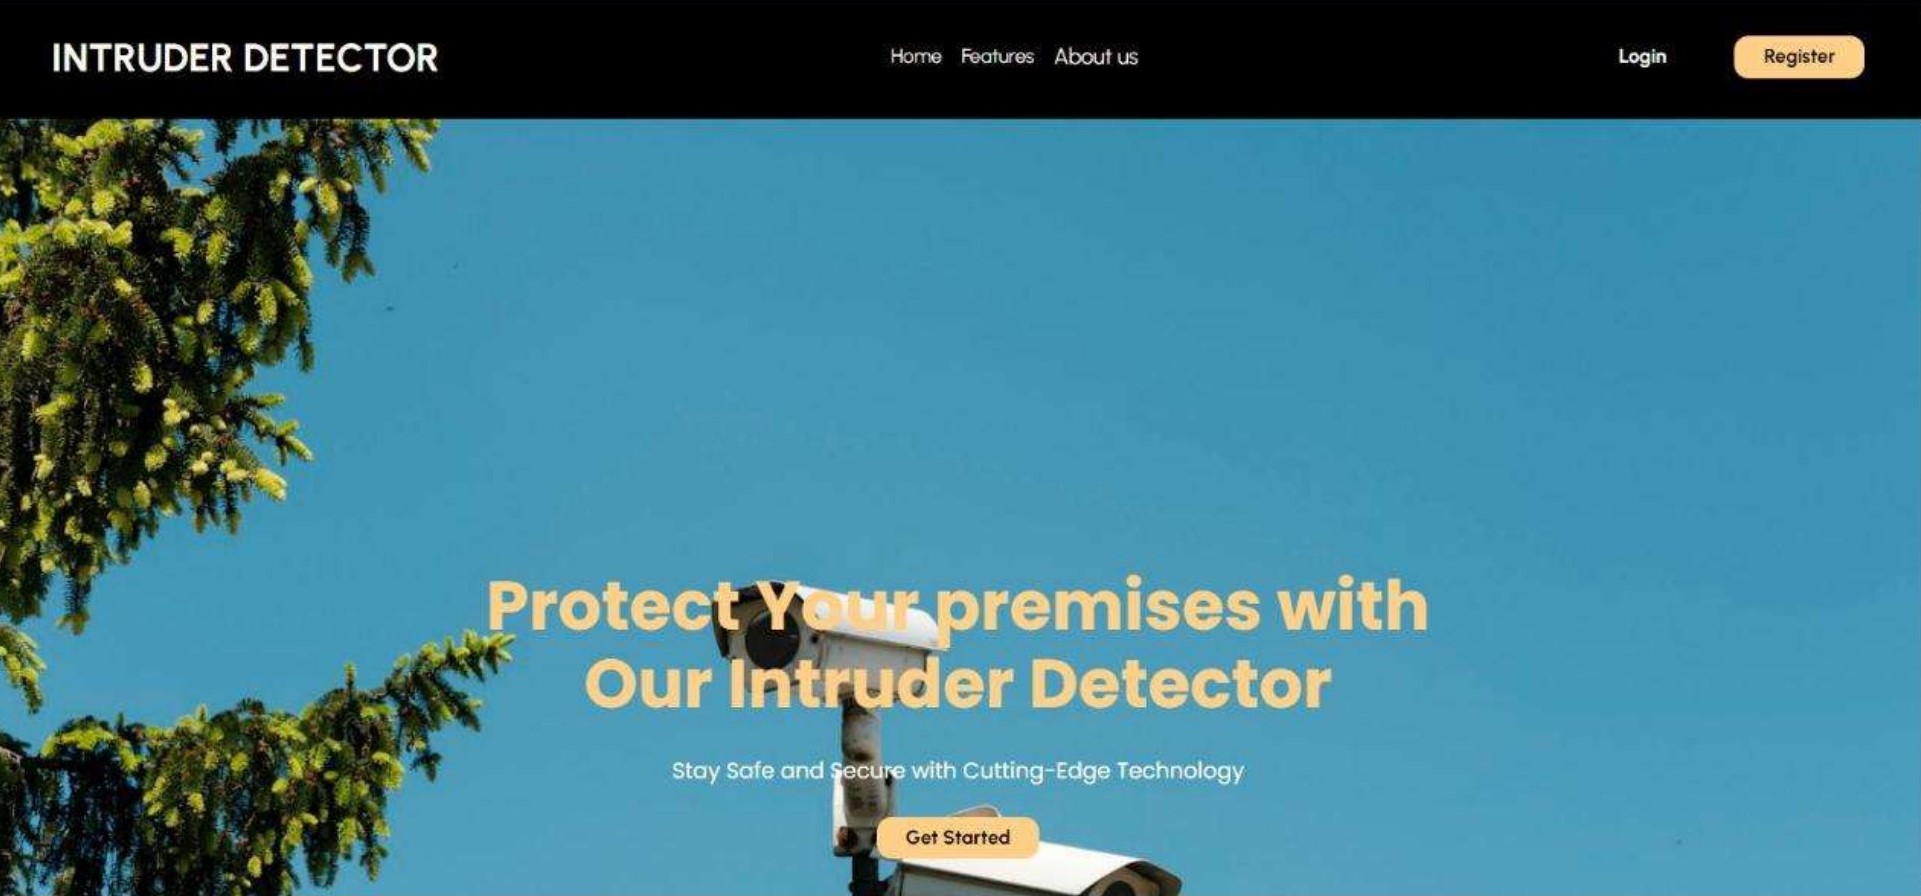 INTRUDER DETECTOR
Home Features About us
Login
Register
Protect Your premises with
Our Intruder Detector
Stay Safe and Secure with Cutting-Edge Technology
Get Started